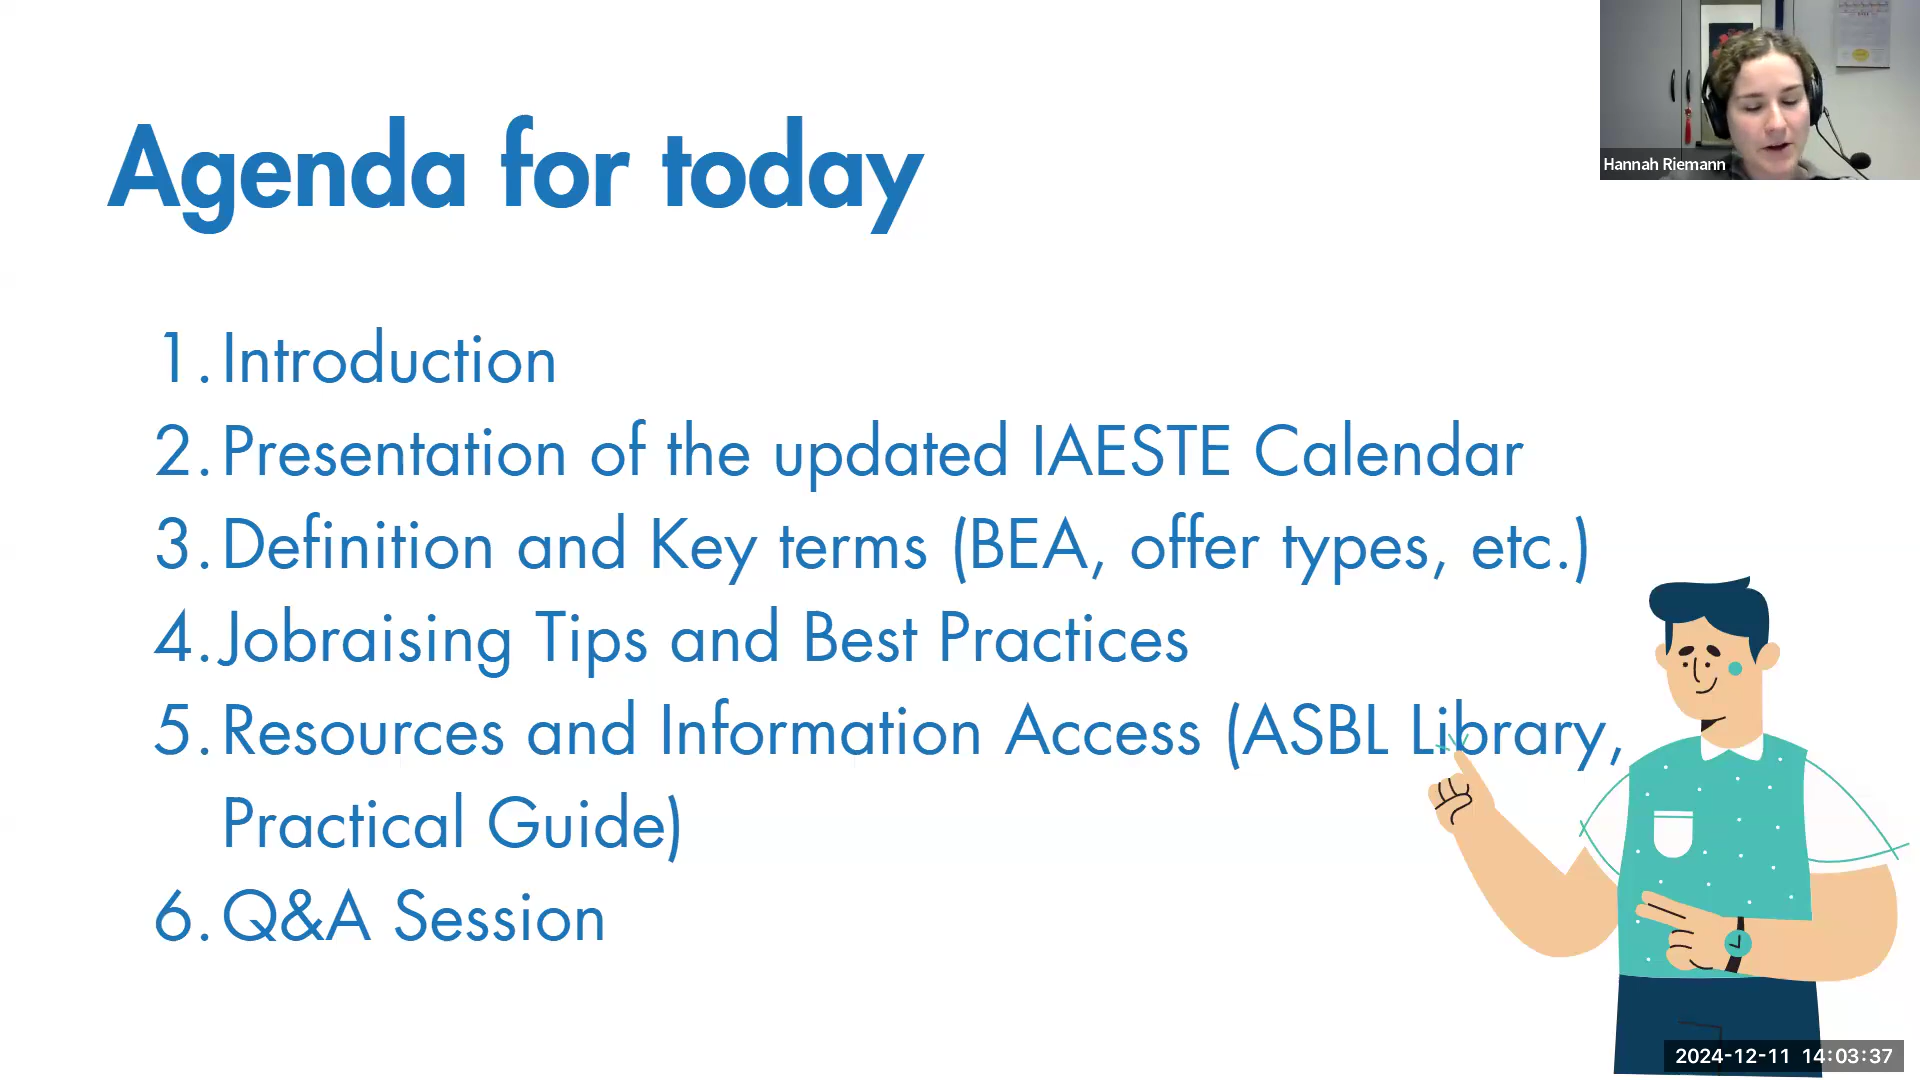 Agenda for today
Hannah Riemann
1. Introduction
2. Presentation of the updated IAESTE Calendar
3. Definition and Key terms (BEA, offer types, etc.)
4. Jobraising Tips and Best Practices
5. Resources and Information Access (ASBL Library,
Practical Guide)
6. Q&A Session
2024-12-11 14:03:37